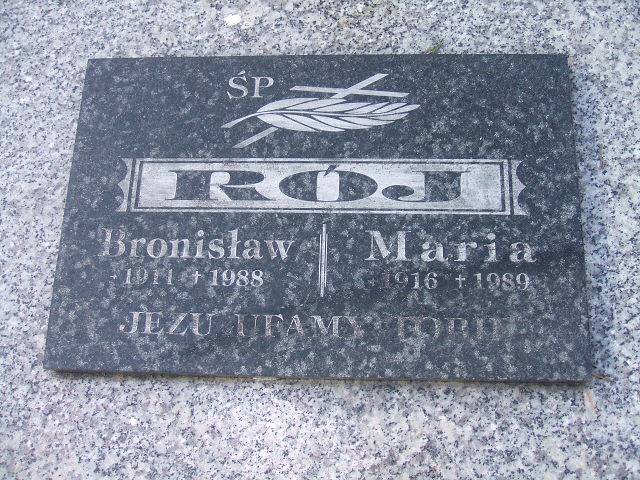 ŚP
RÓJ
Bronisław Maria
*1911 †1988 *1916 †1989
JEZU UFAMY TOBIE